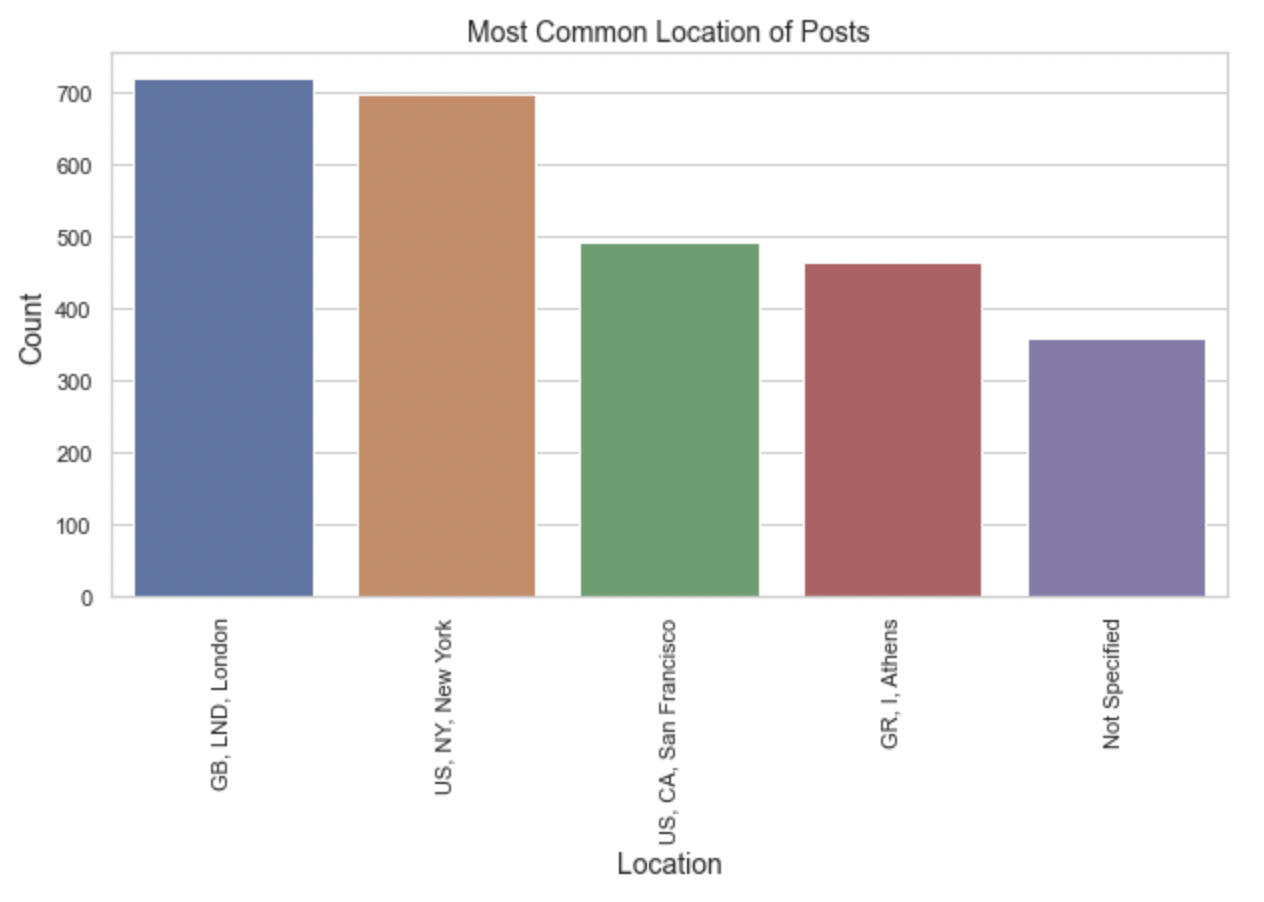 Most Common Location of Posts
700
600
500
400
300
200
100
0
Count
GB, LND, London
US, NY, New York
US, CA, San Francisco
GR, I, Athens
Not Specified
Location